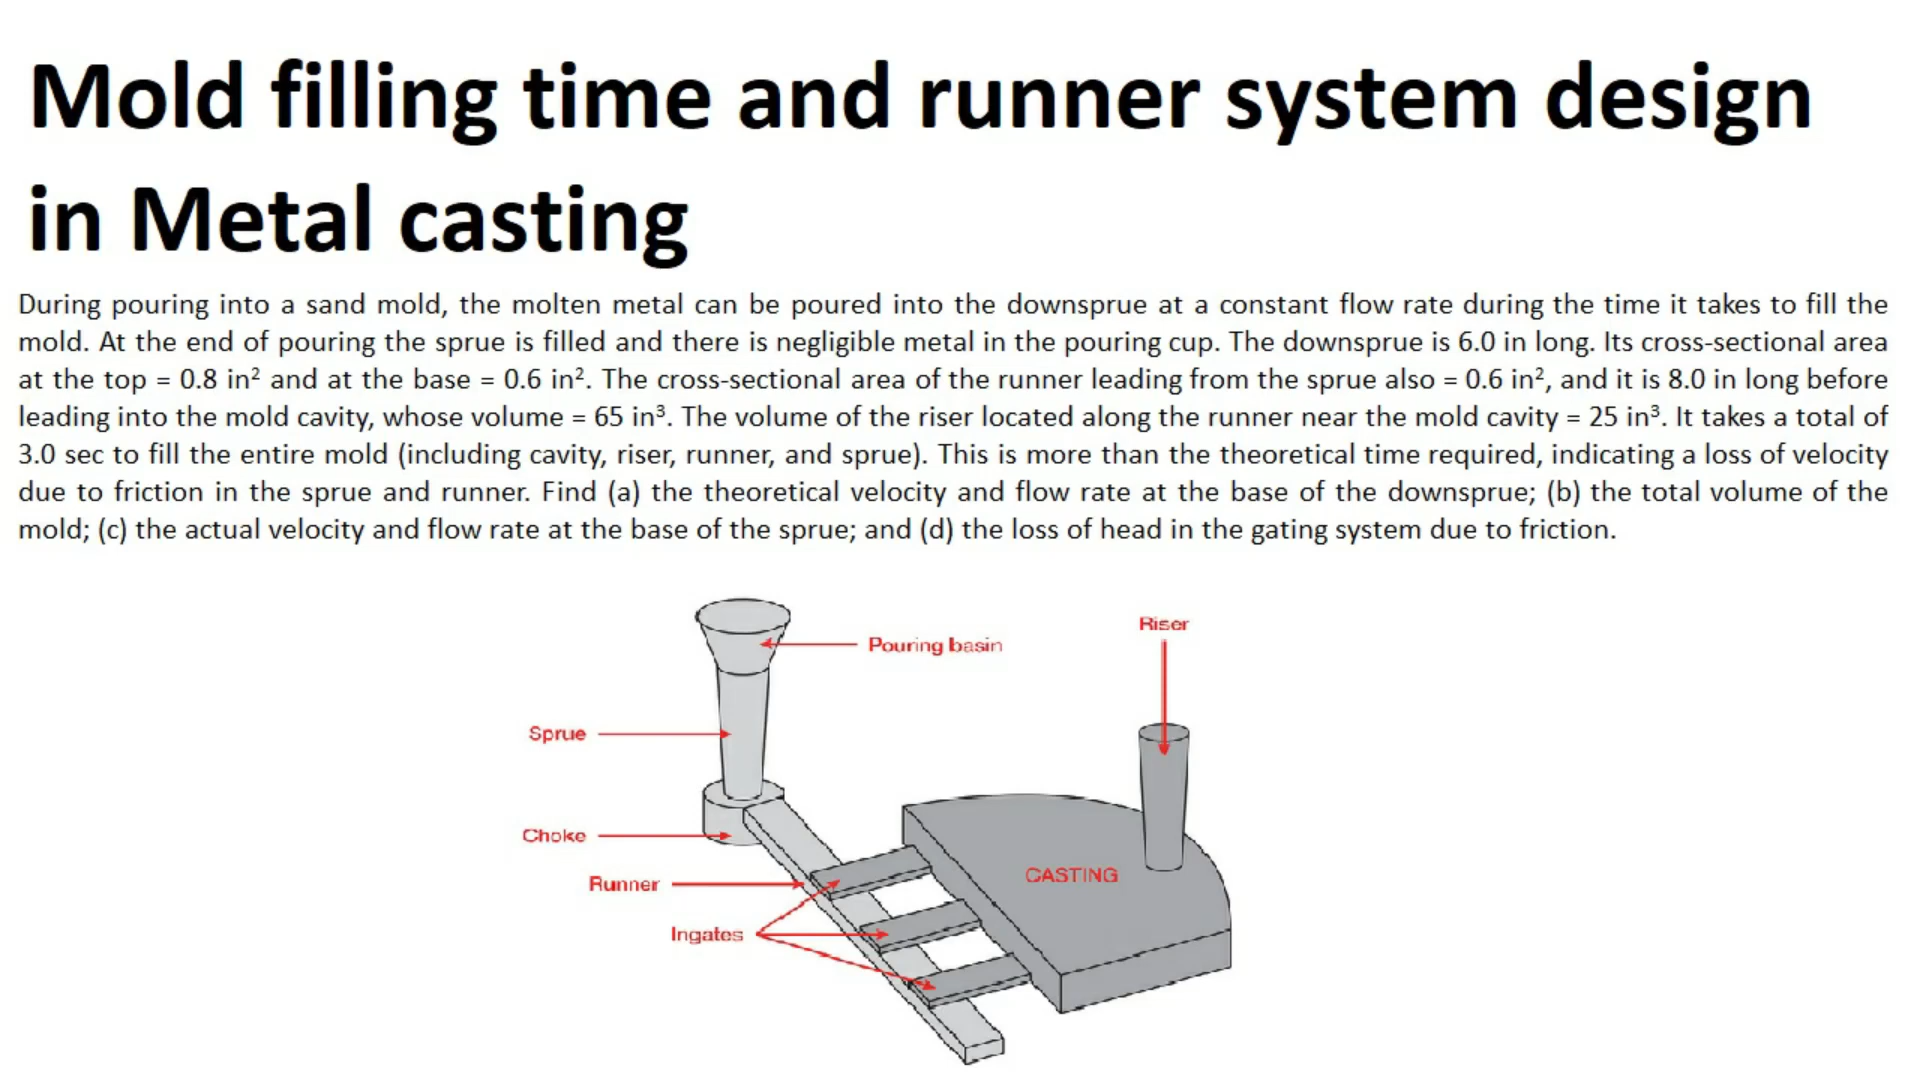 Mold filling time and runner system design
in Metal casting
During pouring into a sand mold, the molten metal can be poured into the downsprue at a constant flow rate during the time it takes to fill the
mold. At the end of pouring the sprue is filled and there is negligible metal in the pouring cup. The downsprue is 6.0 in long. Its cross-sectional area
at the top = 0.8 in² and at the base = 0.6 in². The cross-sectional area of the runner leading from the sprue also = 0.6 in², and it is 8.0 in long before
leading into the mold cavity, whose volume = 65 in³. The volume of the riser located along the runner near the mold cavity = 25 in³. It takes a total of
3.0 sec to fill the entire mold (including cavity, riser, runner, and sprue). This is more than the theoretical time required, indicating a loss of velocity
due to friction in the sprue and runner. Find (a) the theoretical velocity and flow rate at the base of the downsprue; (b) the total volume of the
mold; (c) the actual velocity and flow rate at the base of the sprue; and (d) the loss of head in the gating system due to friction.
Riser
Pouring basin
Sprue
Choke
CASTING
Runner
Ingates